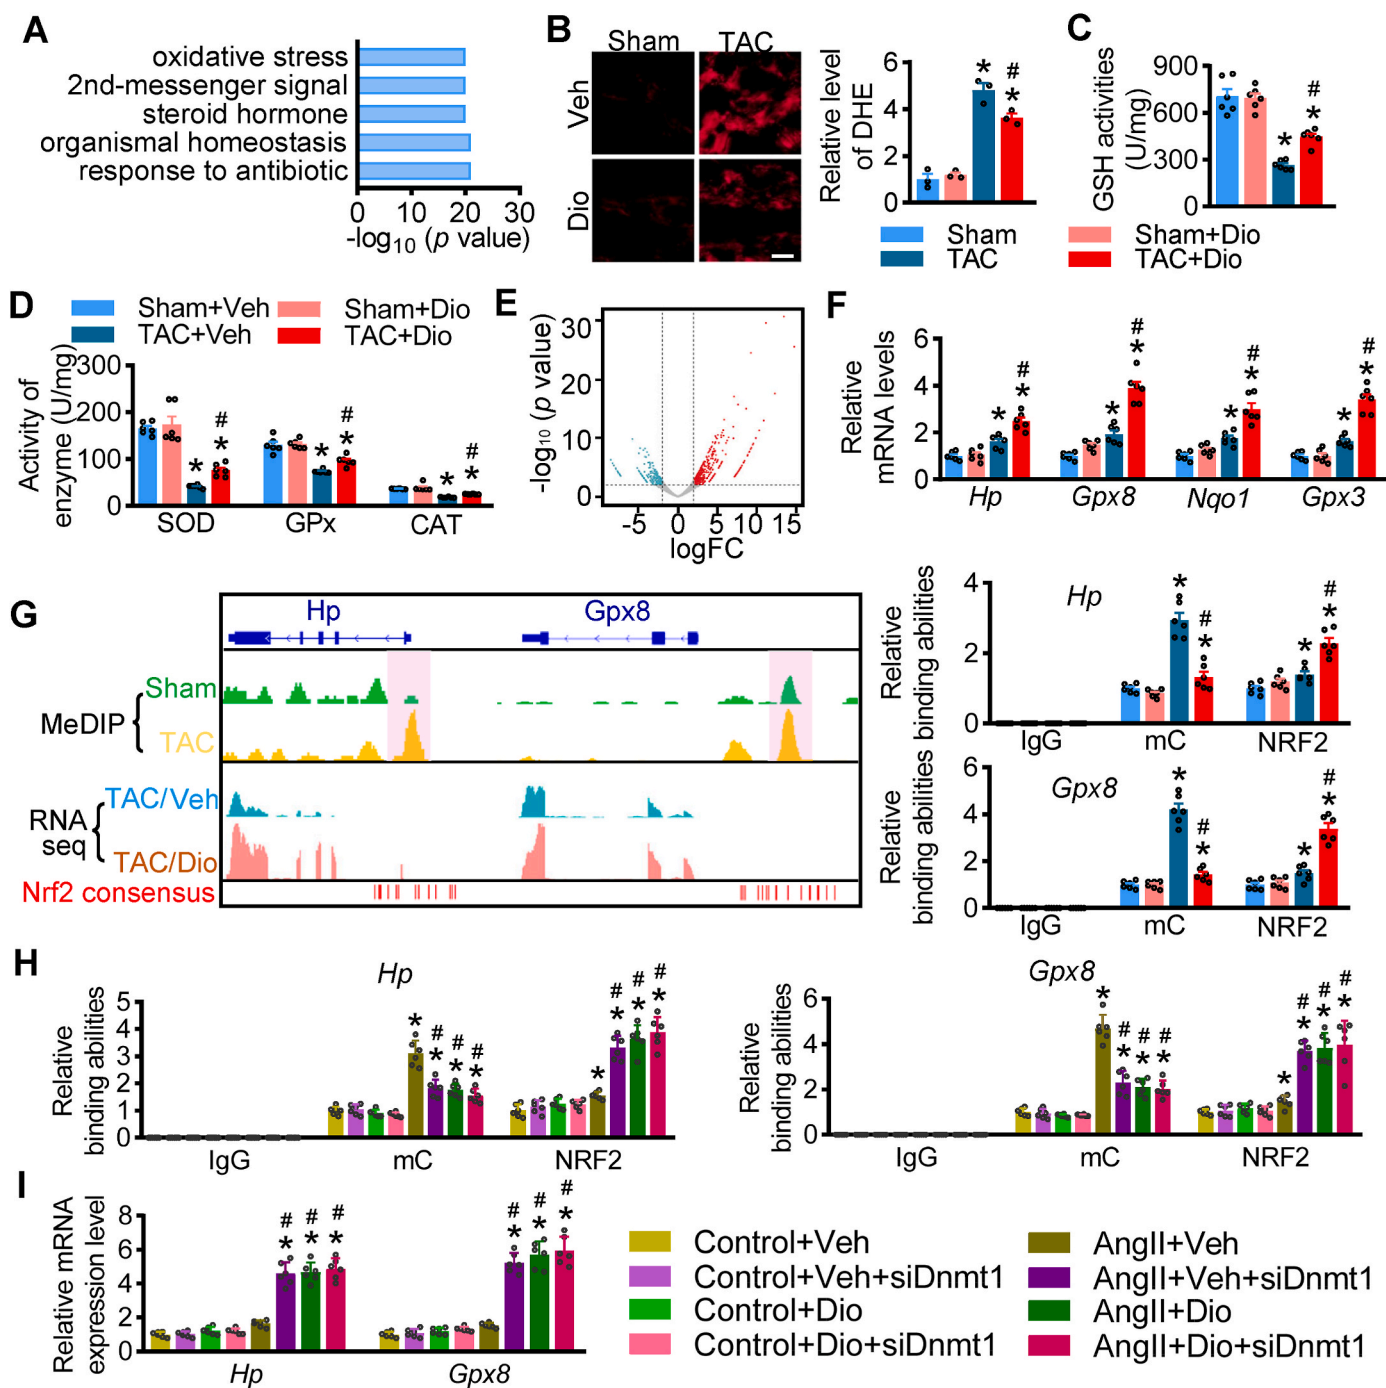 A
oxidative stress
2nd-messenger signal
steroid hormone
organismal homeostasis
response to antibiotic
0 10 20 30
-log10 (p value)
B
Sham TAC
Veh
Dio
Relative level
of DHE
6
4
2
0
*
#
*
C
GSH activities
(U/mg)
900
600
300
0
*
#
*
Sham
Sham+Dio
TAC
TAC+Dio
D
Sham+Veh
Sham+Dio
TAC+Veh
TAC+Dio
Activity of
enzyme (U/mg)
300
200
100
0
* # *
* # *
* # *
SOD GPx CAT
E
-log10 (p value)
30
20
10
0
-5 0 5 10 15
logFC
F
Relative
mRNA levels
6
4
2
0
* # *
* # *
* # *
* # *
Hp Gpx8 Nqo1 Gpx3
G
Hp Gpx8
MeDIP
Sham
TAC
RNA
seq
TAC/Veh
TAC/Dio
Nrf2 consensus
Relative
binding abilities
Hp
4
2
0
* # *
* # *
IgG mC NRF2
Relative
binding abilities
Gpx8
6
4
2
0
* # *
* # *
IgG mC NRF2
H
Hp
Relative
binding abilities
5
4
3
2
1
0
* # * # * # *
* # * # * # *
IgG mC NRF2
Gpx8
Relative
binding abilities
6
4
2
0
* # * # * # *
* # * # * # *
IgG mC NRF2
I
Relative mRNA
expression level
8
6
4
2
0
# * # * # *
# * # * # *
Hp Gpx8
Control+Veh
Control+Veh+siDnmt1
Control+Dio
Control+Dio+siDnmt1
AngII+Veh
AngII+Veh+siDnmt1
AngII+Dio
AngII+Dio+siDnmt1